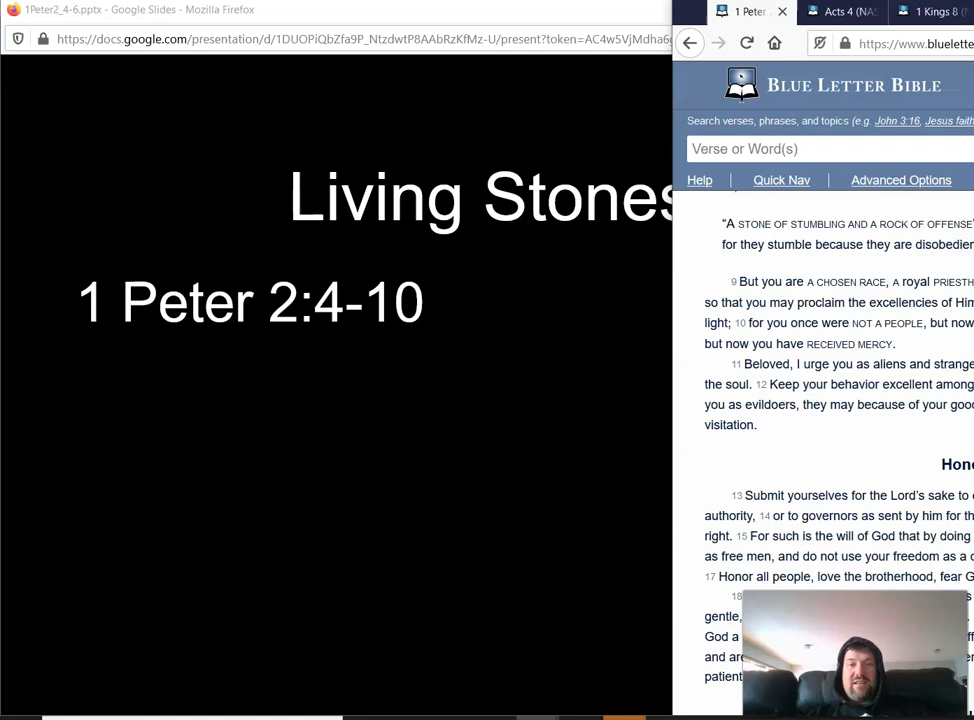 1Peter2_4-6.pptx - Google Slides - Mozilla Firefox
https://docs.google.com/presentation/d/1DUOPiQbZfa9P_NtzdwtP8AAbRzKfMz-U/present?token=AC4w5VjMdha6
Living Stones
1 Peter 2:4-10
1 Peter
Acts 4 (NAS
1 Kings 8 (
https://www.bluelette
BLUE LETTER BIBLE
Search verses, phrases, and topics (e.g. John 3:16, Jesus faith
Verse or Word(s)
Help | Quick Nav | Advanced Options
“A STONE OF STUMBLING AND A ROCK OF OFFENSE”
for they stumble because they are disobedien
9 But you are A CHOSEN RACE, A royal PRIESTH
so that you may proclaim the excellencies of Him
light; 10 for you once were NOT A PEOPLE, but now
but now you have RECEIVED MERCY.
11 Beloved, I urge you as aliens and strange
the soul. 12 Keep your behavior excellent among
you as evildoers, they may because of your good
visitation.
Hono
13 Submit yourselves for the Lord’s sake to e
authority, 14 or to governors as sent by him for th
right. 15 For such is the will of God that by doing
as free men, and do not use your freedom as a c
17 Honor all people, love the brotherhood, fear G
18
gentle,
God a
and are
patient